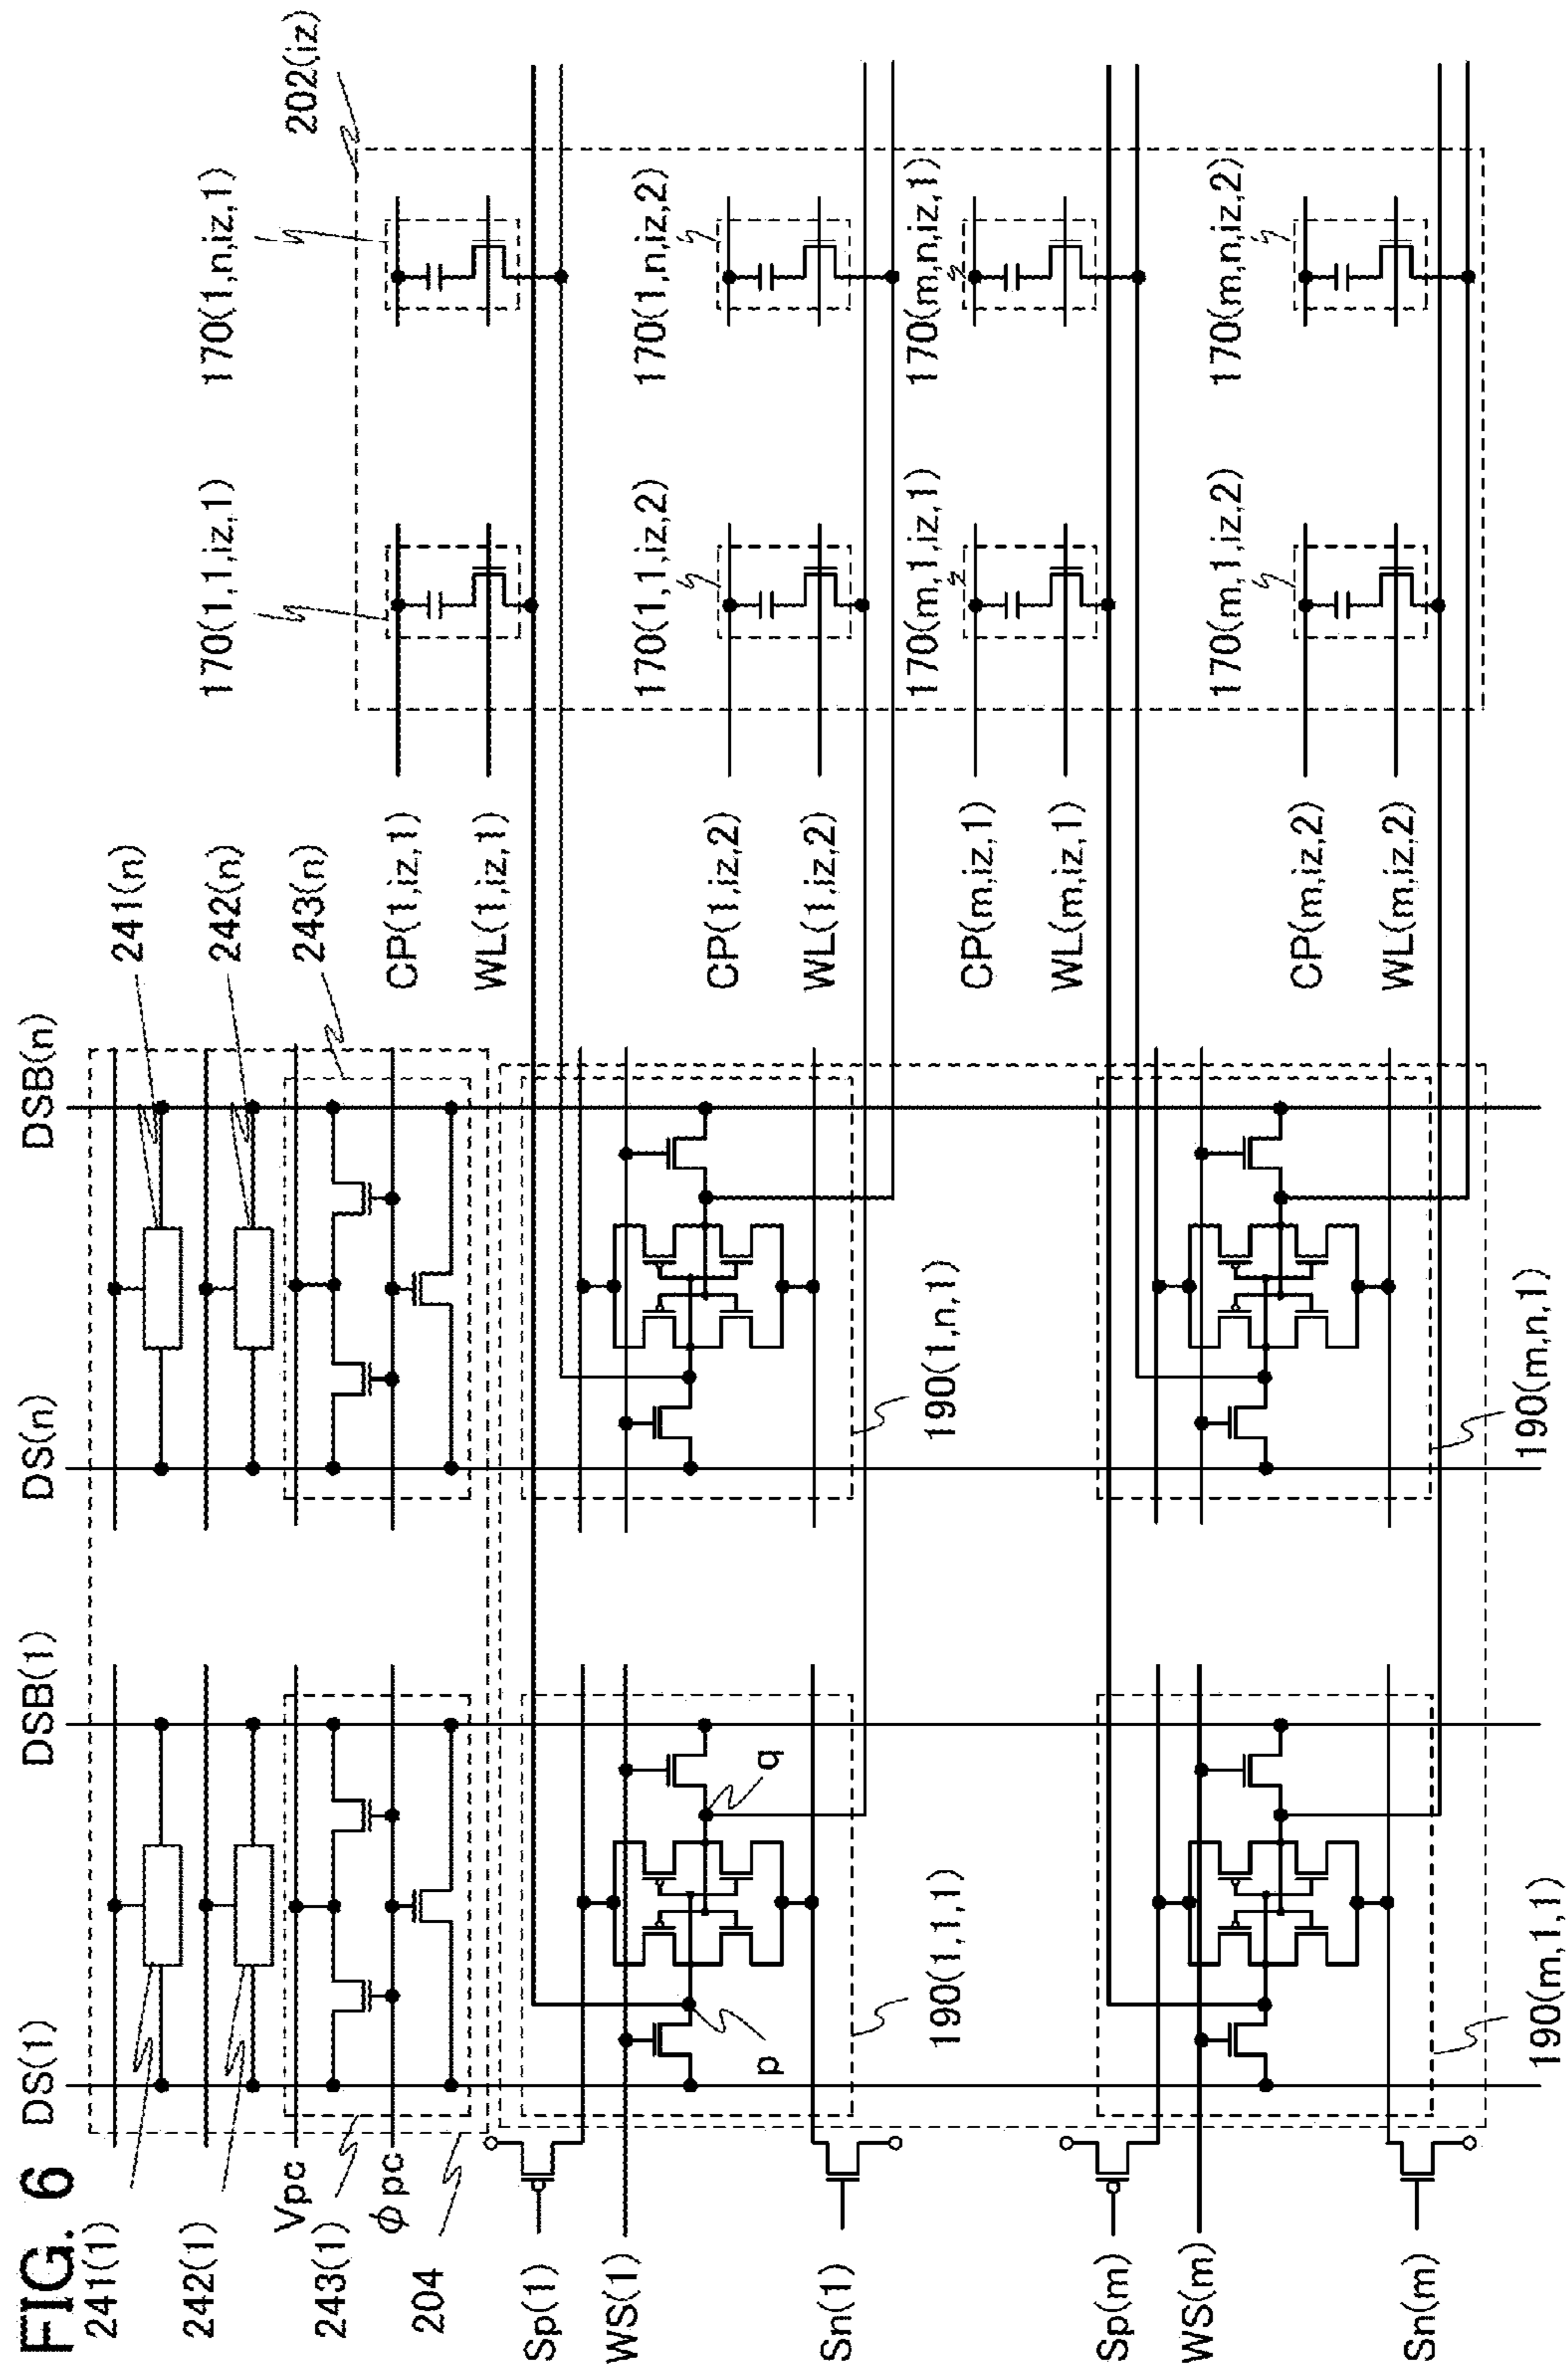 FIG. 6
DS(1)
DSB(1)
DS(n)
DSB(n)
241(1)
242(1)
Vpc
243(1)
φpc
204
241(n)
242(n)
243(n)
202(iz)
170(1,1,iz,1)
170(1,n,iz,1)
CP(1,iz,1)
WL(1,iz,1)
170(1,1,iz,2)
170(1,n,iz,2)
CP(1,iz,2)
WL(1,iz,2)
170(m,1,iz,1)
170(m,n,iz,1)
CP(m,iz,1)
WL(m,iz,1)
170(m,1,iz,2)
170(m,n,iz,2)
CP(m,iz,2)
WL(m,iz,2)
Sp(1)
WS(1)
Sn(1)
p
q
190(1,1,1)
190(1,n,1)
Sp(m)
WS(m)
Sn(m)
190(m,1,1)
190(m,n,1)